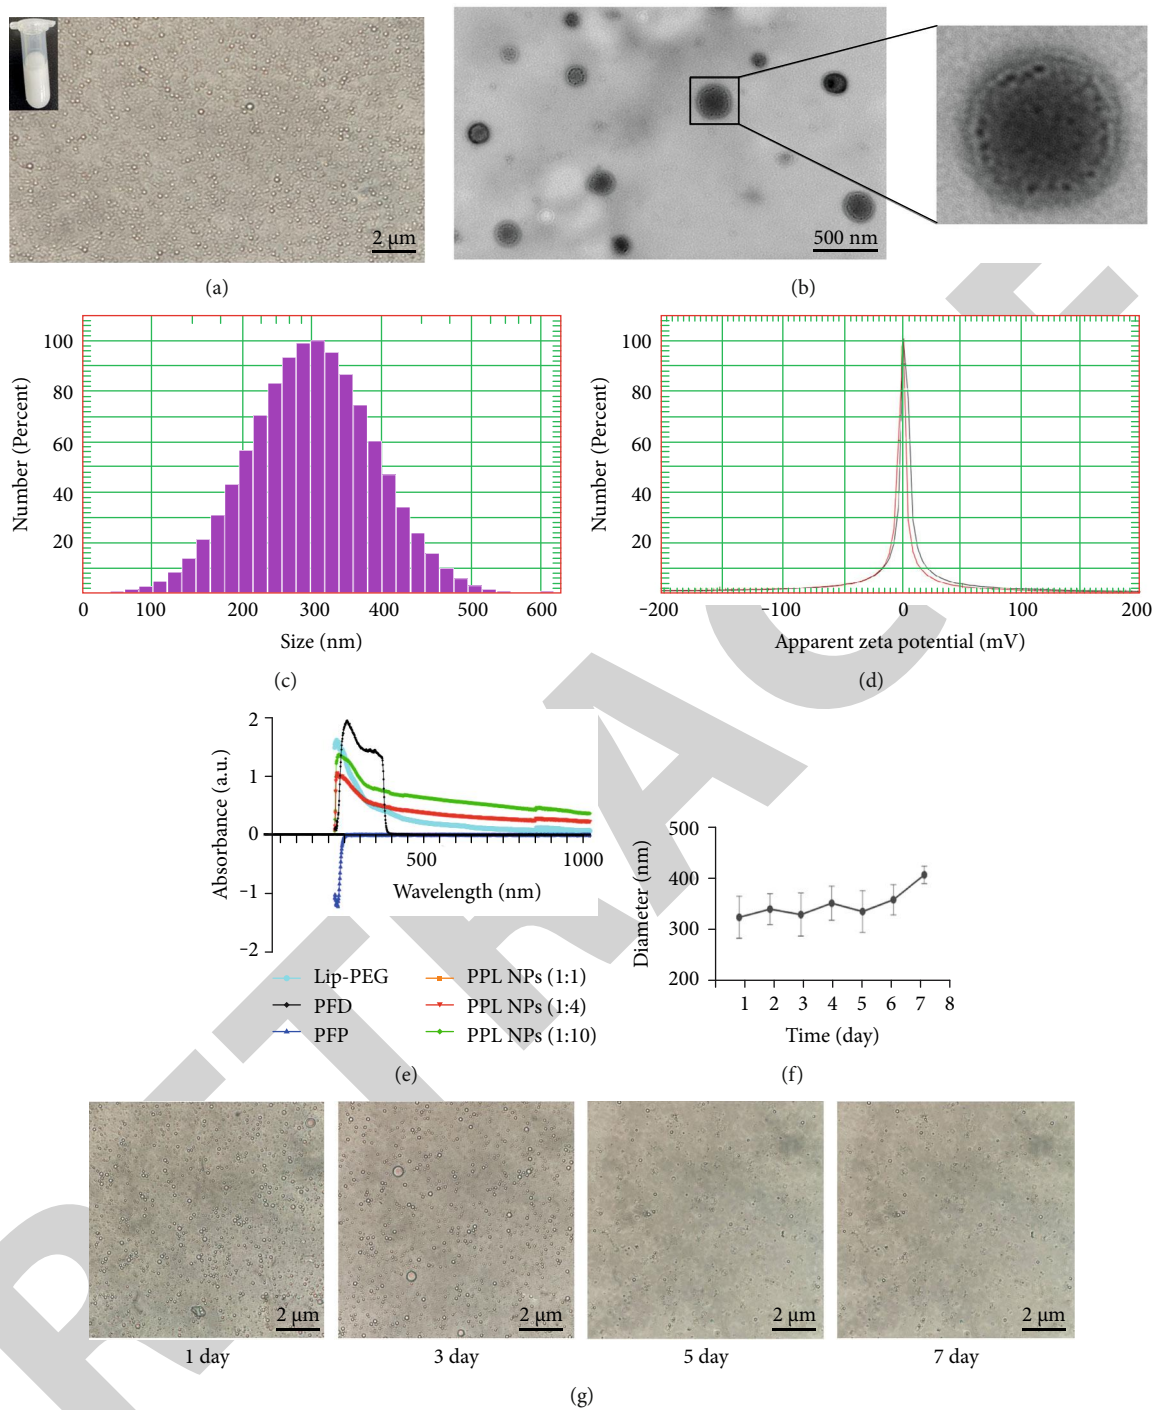 2 μm
500 nm
(a)
(b)
Number (Percent)
100
80
60
40
20
0
100
200
300
400
500
600
Size (nm)
(c)
Number (Percent)
100
80
60
40
20
−200
−100
0
100
200
Apparent zeta potential (mV)
(d)
Absorbance (a.u.)
2
1
0
−1
−2
500
1000
Wavelength (nm)
Lip-PEG
PFD
PFP
PPL NPs (1:1)
PPL NPs (1:4)
PPL NPs (1:10)
(e)
Diameter (nm)
500
400
300
200
1 2 3 4 5 6 7 8
Time (day)
(f)
2 μm
2 μm
2 μm
2 μm
1 day
3 day
5 day
7 day
(g)
RETRACTE